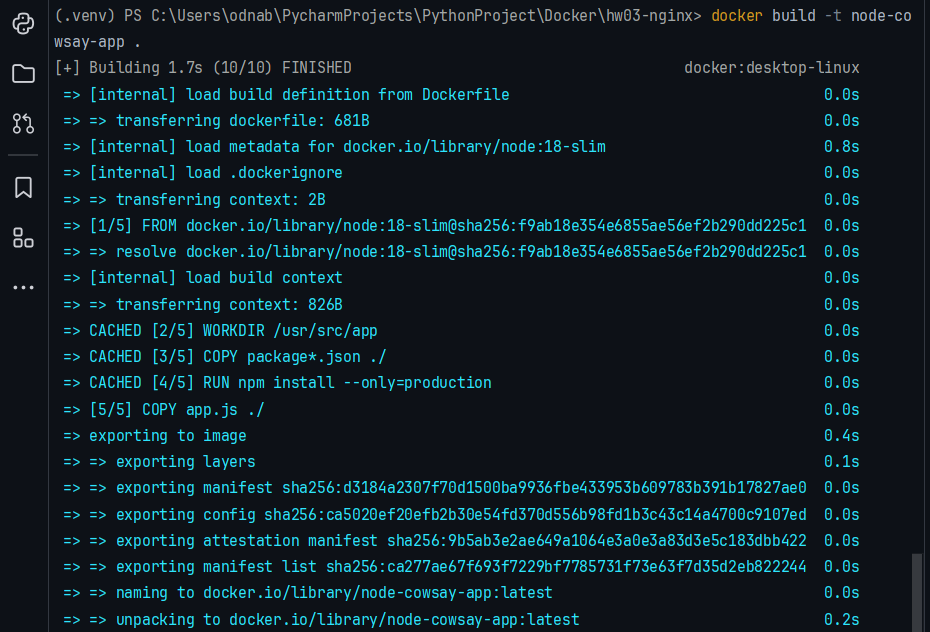 (.venv) PS C:\Users\odnab\PycharmProjects\PythonProject\Docker\hw03-nginx> docker build -t node-co
wsay-app .
[+] Building 1.7s (10/10) FINISHED docker:desktop-linux
=> [internal] load build definition from Dockerfile 0.0s
=> => transferring dockerfile: 681B 0.0s
=> [internal] load metadata for docker.io/library/node:18-slim 0.8s
=> [internal] load .dockerignore 0.0s
=> => transferring context: 2B 0.0s
=> [1/5] FROM docker.io/library/node:18-slim@sha256:f9ab18e354e6855ae56ef2b290dd225c1 0.0s
=> => resolve docker.io/library/node:18-slim@sha256:f9ab18e354e6855ae56ef2b290dd225c1 0.0s
=> [internal] load build context 0.0s
=> => transferring context: 826B 0.0s
=> CACHED [2/5] WORKDIR /usr/src/app 0.0s
=> CACHED [3/5] COPY package*.json ./ 0.0s
=> CACHED [4/5] RUN npm install --only=production 0.0s
=> [5/5] COPY app.js ./ 0.0s
=> exporting to image 0.4s
=> => exporting layers 0.1s
=> => exporting manifest sha256:d3184a2307f70d1500ba9936fbe433953b609783b391b17827ae0 0.0s
=> => exporting config sha256:ca5020ef20efb2b30e54fd370d556b98fd1b3c43c14a4700c9107ed 0.0s
=> => exporting attestation manifest sha256:9b5ab3e2ae649a1064e3a0e3a83d3e5c183dbb422 0.0s
=> => exporting manifest list sha256:ca277ae67f693f7229bf7785731f73e63f7d35d2eb822244 0.0s
=> => naming to docker.io/library/node-cowsay-app:latest 0.0s
=> => unpacking to docker.io/library/node-cowsay-app:latest 0.2s